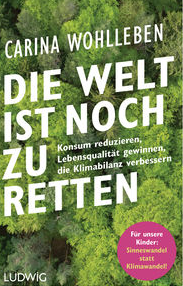 CARINA WOHLLEBEN
DIE WELT
IST NOCH
Konsum reduzieren,
ZU
Lebensqualität gewinnen,
die Klimabilanz verbessern
RETTEN
Für unsere
Kinder:
Sinneswandel
statt
Klimawandel!
LUDWIG